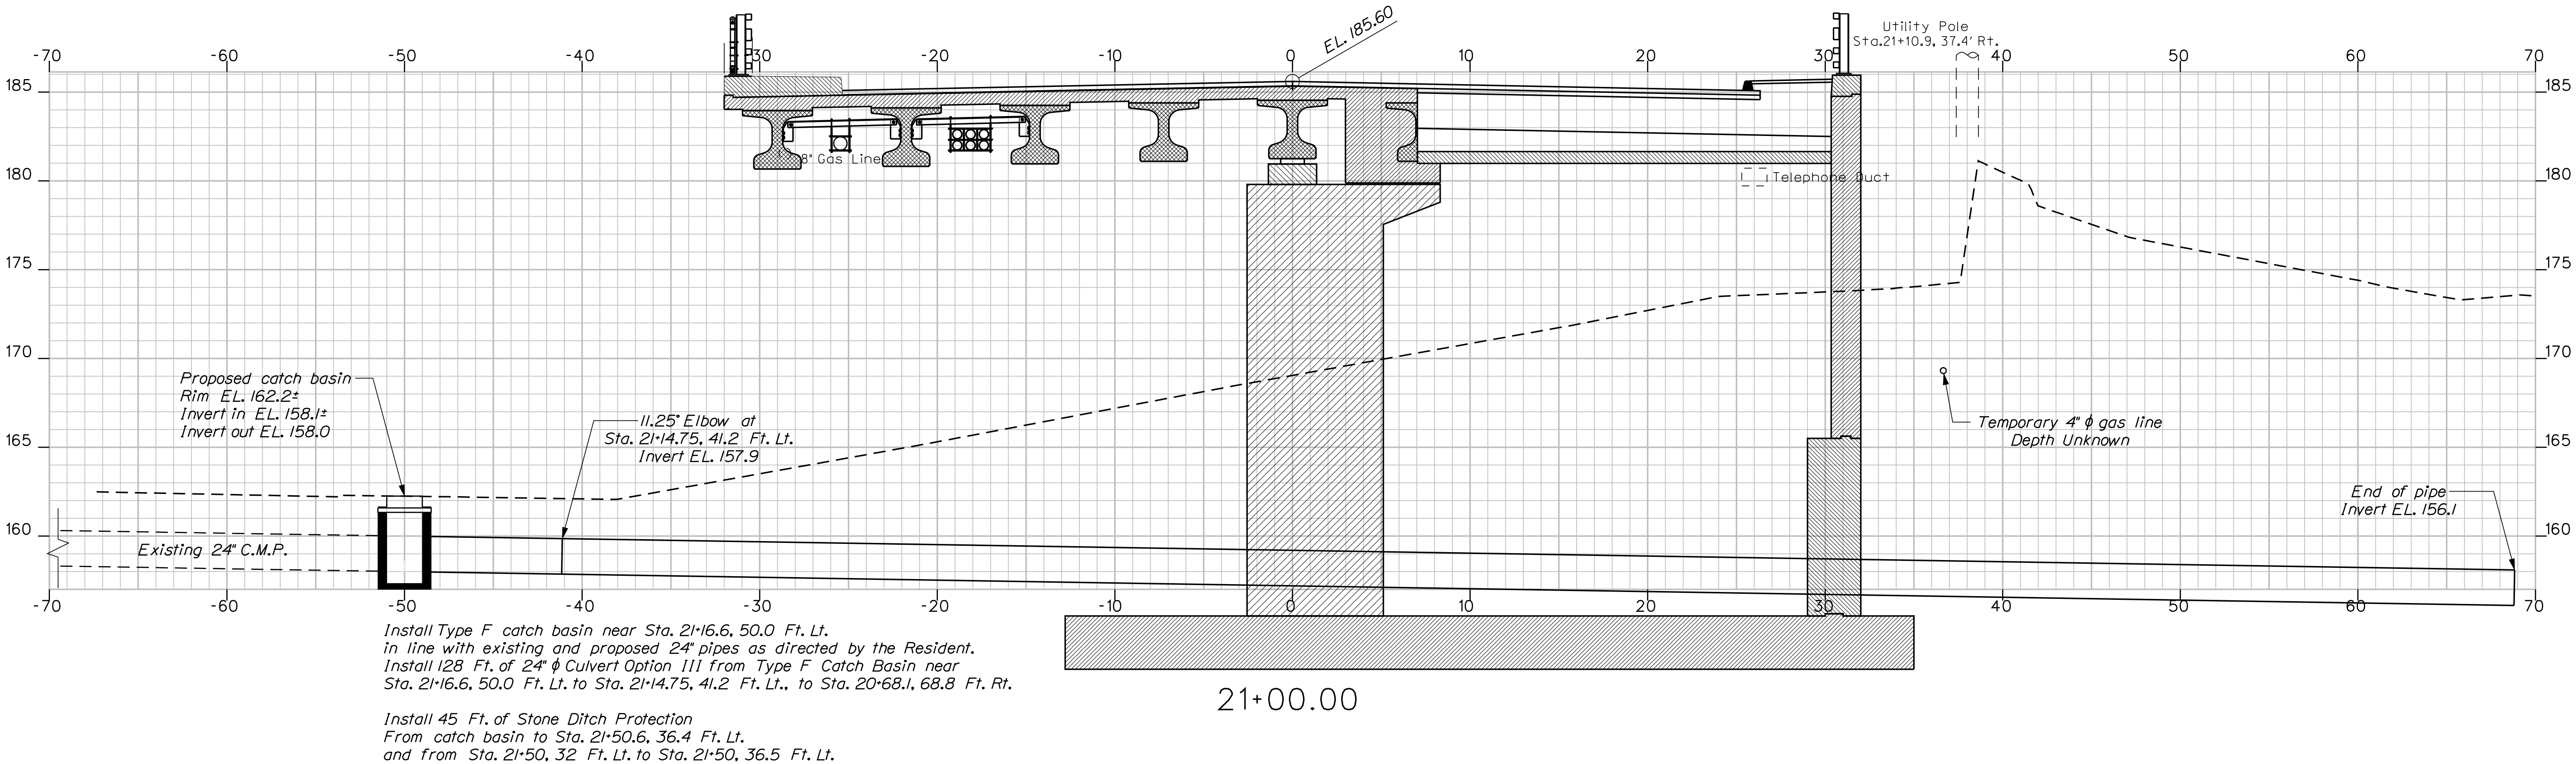 EL. 185.60
Utility Pole
Sta.21+10.9, 37.4' Rt.
-70 -60 -50 -40 -30 -20 -10 0 10 20 30 40 50 60 70
185 185
8" Gas Line
180 Telephone Duct 180
175 175
170 170
Proposed catch basin
Rim EL. 162.2±
Invert in EL. 158.1±
Invert out EL. 158.0
11.25° Elbow at
Sta. 21+14.75, 41.2 Ft. Lt.
Invert EL. 157.9
Temporary 4" ϕ gas line
Depth Unknown
165 165
End of pipe
Invert EL. 156.1
160 160
Existing 24" C.M.P.
-70 -60 -50 -40 -30 -20 -10 0 10 20 30 40 50 60 70
Install Type F catch basin near Sta. 21+16.6, 50.0 Ft. Lt.
in line with existing and proposed 24" pipes as directed by the Resident.
Install 128 Ft. of 24" ϕ Culvert Option III from Type F Catch Basin near
Sta. 21+16.6, 50.0 Ft. Lt. to Sta. 21+14.75, 41.2 Ft. Lt., to Sta. 20+68.1, 68.8 Ft. Rt.
21+00.00
Install 45 Ft. of Stone Ditch Protection
From catch basin to Sta. 21+50.6, 36.4 Ft. Lt.
and from Sta. 21+50, 32 Ft. Lt. to Sta. 21+50, 36.5 Ft. Lt.